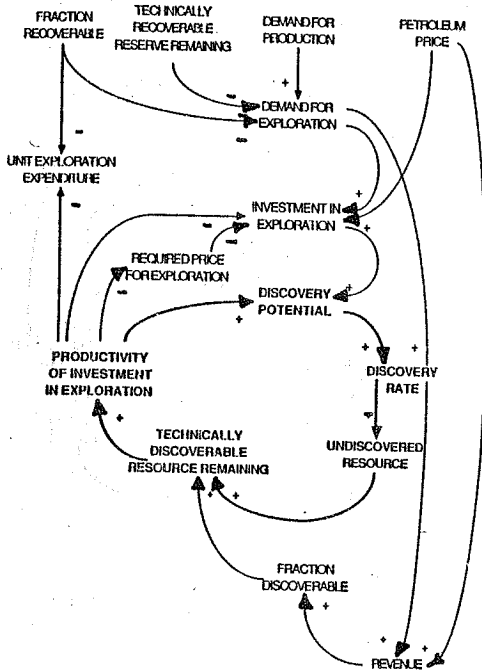 FRACTION
RECOVERABLE
TECHNICALLY
RECOVERABLE
RESERVE REMAINING
DEMAND FOR
PRODUCTION
PETROLEUM
PRICE
+
-
-
DEMAND FOR
EXPLORATION
-
-
UNIT EXPLORATION
EXPENDITURE
-
+
INVESTMENT IN
EXPLORATION
-
-
+
REQUIRED PRICE
FOR EXPLORATION
-
+
DISCOVERY
POTENTIAL
+
PRODUCTIVITY
OF INVESTMENT
IN EXPLORATION
+
+
DISCOVERY
RATE
+
-
TECHNICALLY
DISCOVERABLE
RESOURCE REMAINING
UNDISCOVERED
RESOURCE
+
+
FRACTION
DISCOVERABLE
+
+
+
REVENUE